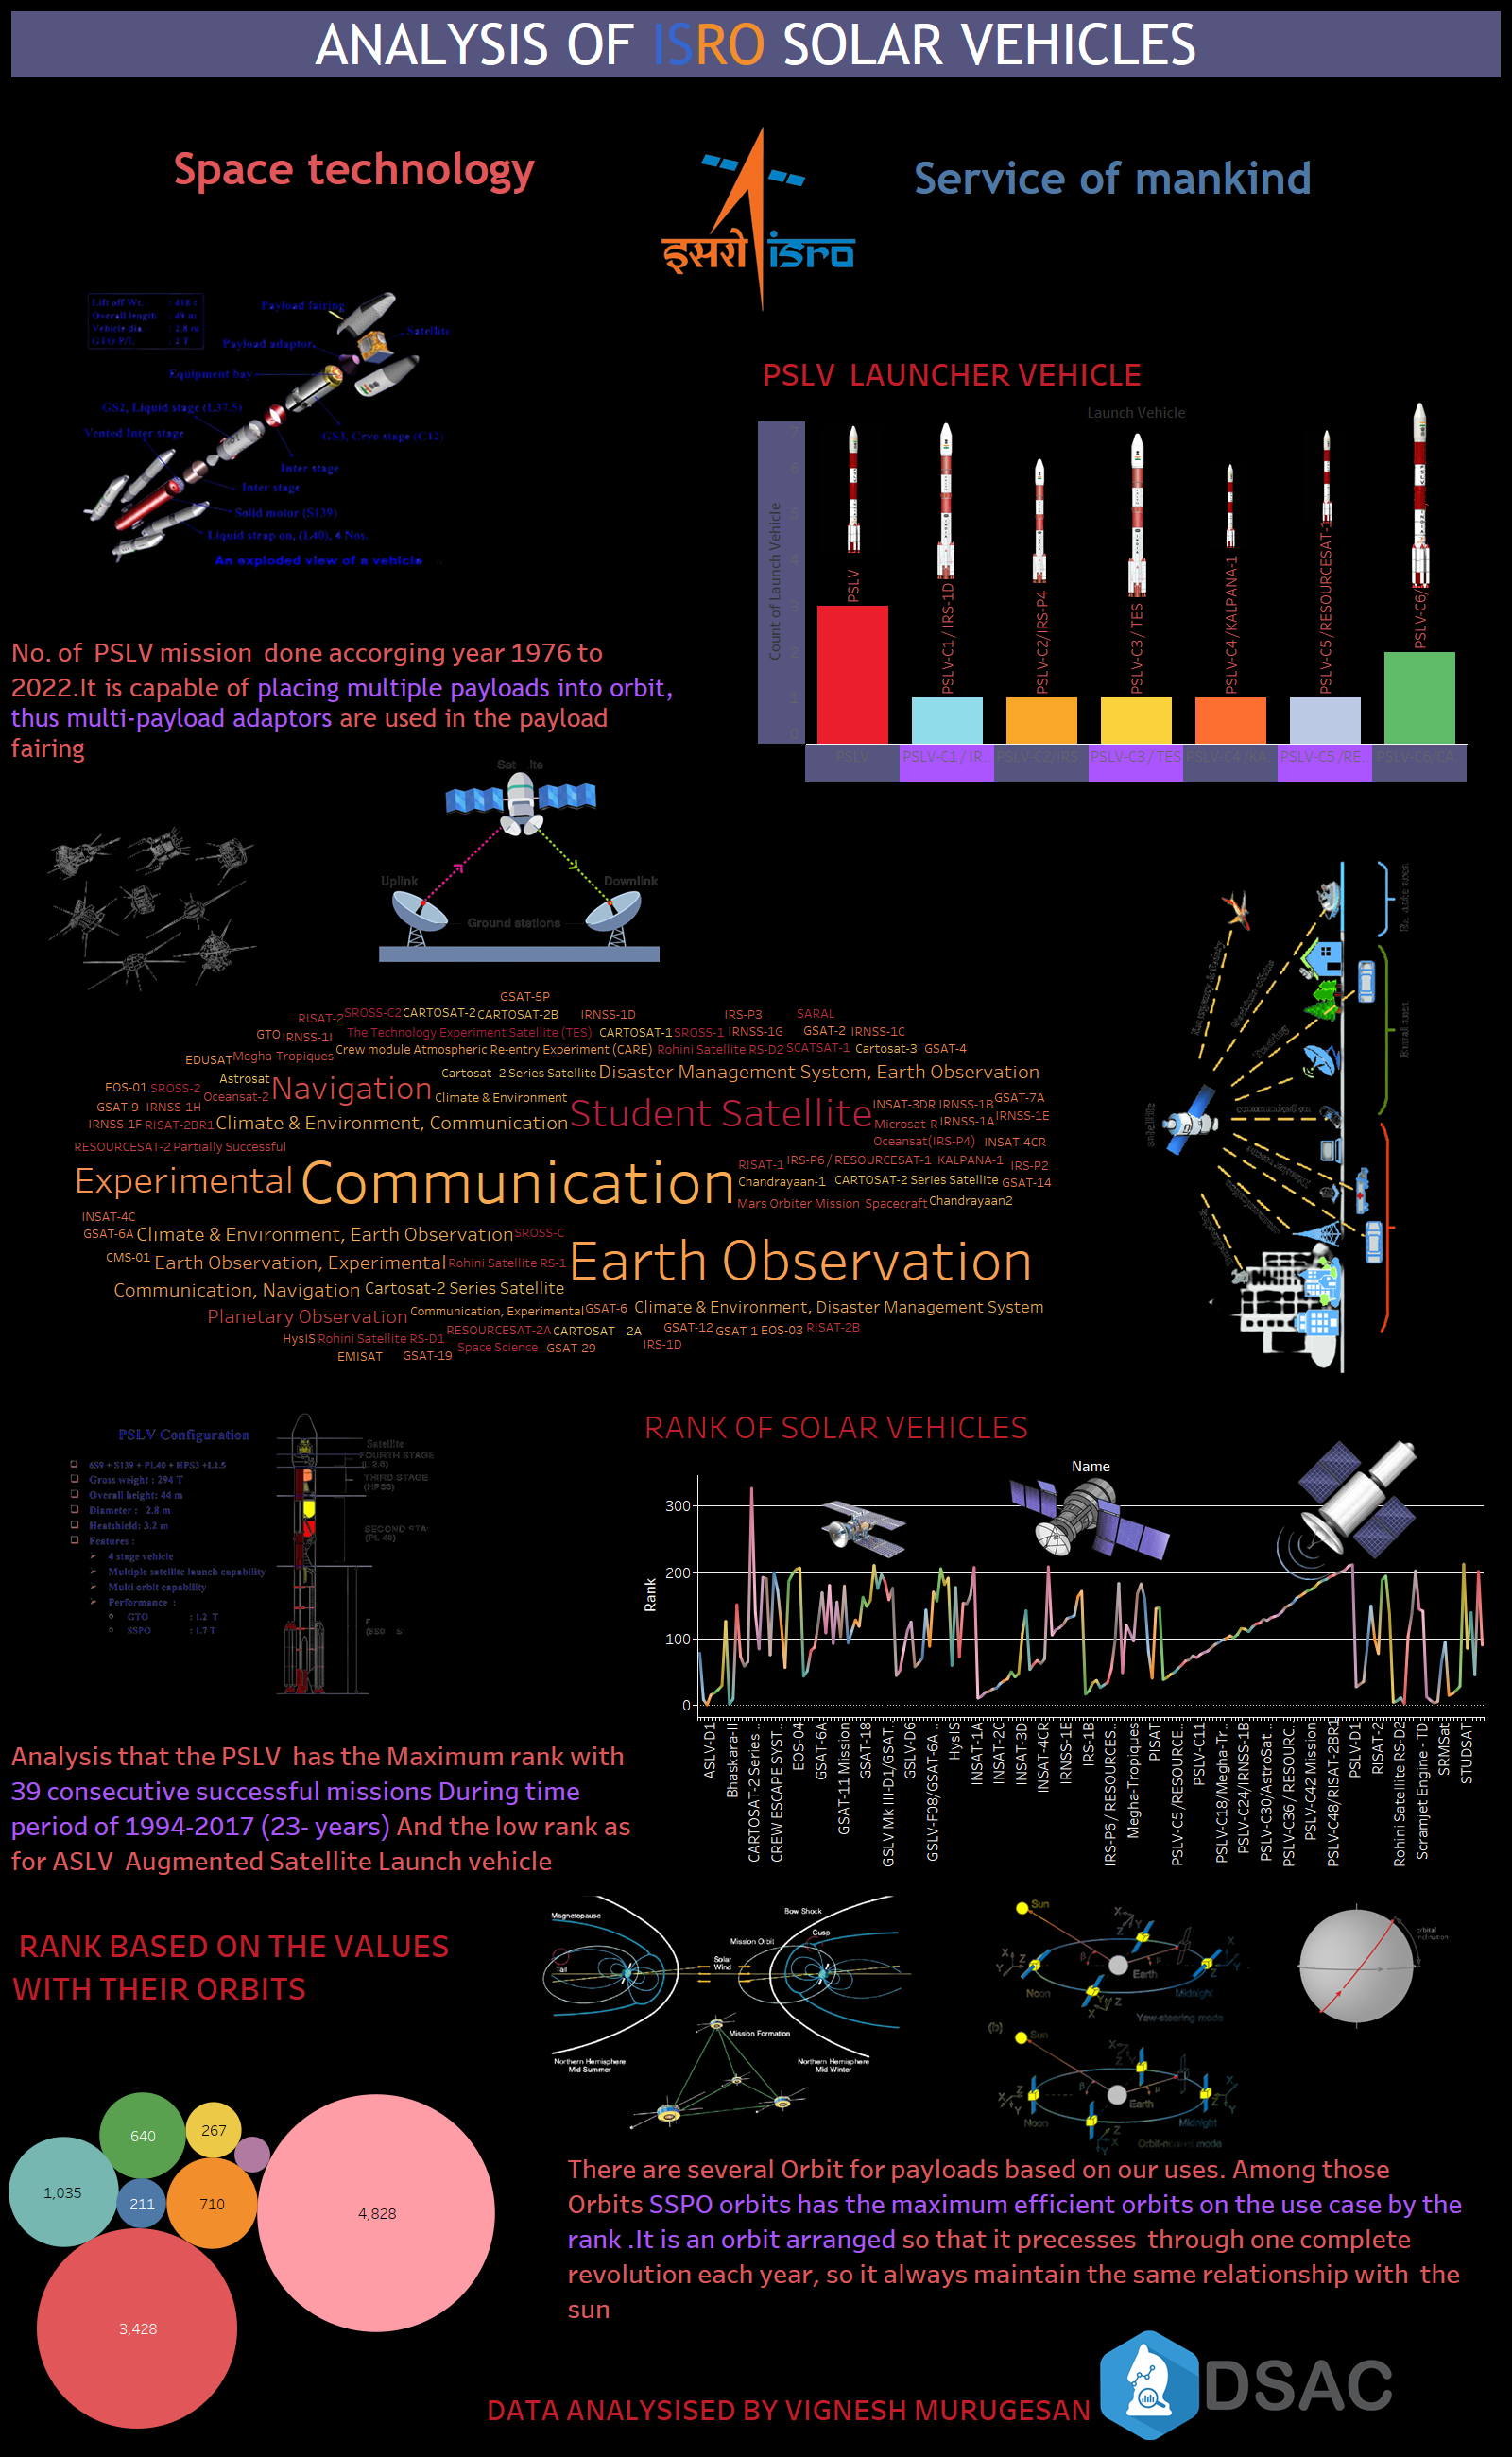 ANALYSIS OF ISRO SOLAR VEHICLES
Space technology
Service of mankind
इसरो isro
Lift off Wt. : 418 t
Overall length : 49 m
Vehicle dia. : 2.8 m
GTO P/L : 2 T
Payload fairing
Satellite
Payload adaptor
Equipment bay
GS2, Liquid stage (L37.5)
GS3, Cryo stage (C12)
Vented Inter stage
Inter stage
Inter stage
Solid motor (S139)
Liquid strap on, (L40), 4 Nos.
An exploded view of a vehicle
PSLV LAUNCHER VEHICLE
Launch Vehicle
Count of Launch Vehicle
7
6
5
4
3
2
1
0
PSLV
PSLV-C1 / IRS-1D
PSLV-C2/IRS-P4
PSLV-C3 / TES
PSLV-C4 /KALPANA-1
PSLV-C5 /RESOURCESAT-1
PSLV-C6/
PSLV
PSLV-C1 / IR..
PSLV-C2/IRS..
PSLV-C3 / TES
PSLV-C4 /KA..
PSLV-C5 /RE..
PSLV-C6/CA..
No. of PSLV mission done accorging year 1976 to
2022.It is capable of placing multiple payloads into orbit,
thus multi-payload adaptors are used in the payload
fairing
Uplink
Downlink
Ground stations
satellite
GSAT-5P
RISAT-2 SROSS-C2 CARTOSAT-2 CARTOSAT-2B IRNSS-1D IRS-P3 SARAL
GTO IRNSS-1I The Technology Experiment Satellite (TES) CARTOSAT-1 SROSS-1 IRNSS-1G GSAT-2 IRNSS-1C
EDUSAT Megha-Tropiques Crew module Atmospheric Re-entry Experiment (CARE) Rohini Satellite RS-D2 SCATSAT-1 Cartosat-3 GSAT-4
Astrosat Cartosat -2 Series Satellite Disaster Management System, Earth Observation
EOS-01 SROSS-2 Oceansat-2 Navigation Climate & Environment
GSAT-9 IRNSS-1H Student Satellite INSAT-3DR IRNSS-1B GSAT-7A
IRNSS-1F RISAT-2BR1 Climate & Environment, Communication Microsat-R IRNSS-1A IRNSS-1E
RESOURCESAT-2 Partially Successful Oceansat(IRS-P4) INSAT-4CR
Experimental Communication RISAT-1 IRS-P6 / RESOURCESAT-1 KALPANA-1 IRS-P2
Chandrayaan-1 CARTOSAT-2 Series Satellite GSAT-14
Mars Orbiter Mission Spacecraft Chandrayaan2
INSAT-4C
GSAT-6A Climate & Environment, Earth Observation SROSS-C
CMS-01 Earth Observation, Experimental Rohini Satellite RS-1 Earth Observation
Communication, Navigation Cartosat-2 Series Satellite
Planetary Observation Communication, Experimental GSAT-6 Climate & Environment, Disaster Management System
HysIS Rohini Satellite RS-D1 RESOURCESAT-2A CARTOSAT – 2A GSAT-12 GSAT-1 EOS-03 RISAT-2B
EMISAT GSAT-19 Space Science GSAT-29 IRS-1D
PSLV Configuration
6S9 + S139 + PL40 + HPS3 +L2.5
Gross weight : 294 T
Overall height: 44 m
Diameter : 2.8 m
Heatshield: 3.2 m
Features :
4 stage vehicle
Multiple satellite launch capability
Multi orbit capability
Performance :
GTO : 1.2 T
SSPO : 1.7 T
Satellite
FOURTH STAGE
(L 2.6)
THIRD STAGE
(HPS3)
SECOND STA
(PL 40)
RANK OF SOLAR VEHICLES
Name
Rank
300
200
100
0
ASLV-D1
Bhaskara-II
CARTOSAT-2 Series ..
CREW ESCAPE SYST..
EOS-04
GSAT-6A
GSAT-11 Mission
GSAT-18
GSLV Mk III-D1/GSAT..
GSLV-D6
GSLV-F08/GSAT-6A ..
HysIS
INSAT-1A
INSAT-2C
INSAT-3D
INSAT-4CR
IRNSS-1E
IRS-1B
IRS-P6 / RESOURCES..
Megha-Tropiques
PISAT
PSLV-C5 /RESOURCE..
PSLV-C11
PSLV-C18/Megha-Tr..
PSLV-C24/IRNSS-1B
PSLV-C30/AstroSat ..
PSLV-C36 / RESOURC..
PSLV-C42 Mission
PSLV-C48/RISAT-2BR1
PSLV-D1
RISAT-2
Rohini Satellite RS-D2
Scramjet Engine -TD
SRMSat
STUDSAT
Analysis that the PSLV has the Maximum rank with
39 consecutive successful missions During time
period of 1994-2017 (23- years) And the low rank as
for ASLV Augmented Satellite Launch vehicle
RANK BASED ON THE VALUES
WITH THEIR ORBITS
Magnetopause
Bow Shock
Cusp
Mission Orbit
Tail
Solar
Wind
Mission Formation
Northern Hemisphere
Mid Summer
Northern Hemisphere
Mid Winter
Sun
Earth
Noon
Midnight
Yaw-steering mode
(b)
Sun
Earth
Noon
Midnight
Orbit-normal mode
orbital
inclination
640
267
1,035
211
710
4,828
3,428
There are several Orbit for payloads based on our uses. Among those
Orbits SSPO orbits has the maximum efficient orbits on the use case by the
rank .It is an orbit arranged so that it precesses through one complete
revolution each year, so it always maintain the same relationship with the
sun
DATA ANALYSISED BY VIGNESH MURUGESAN
DSAC